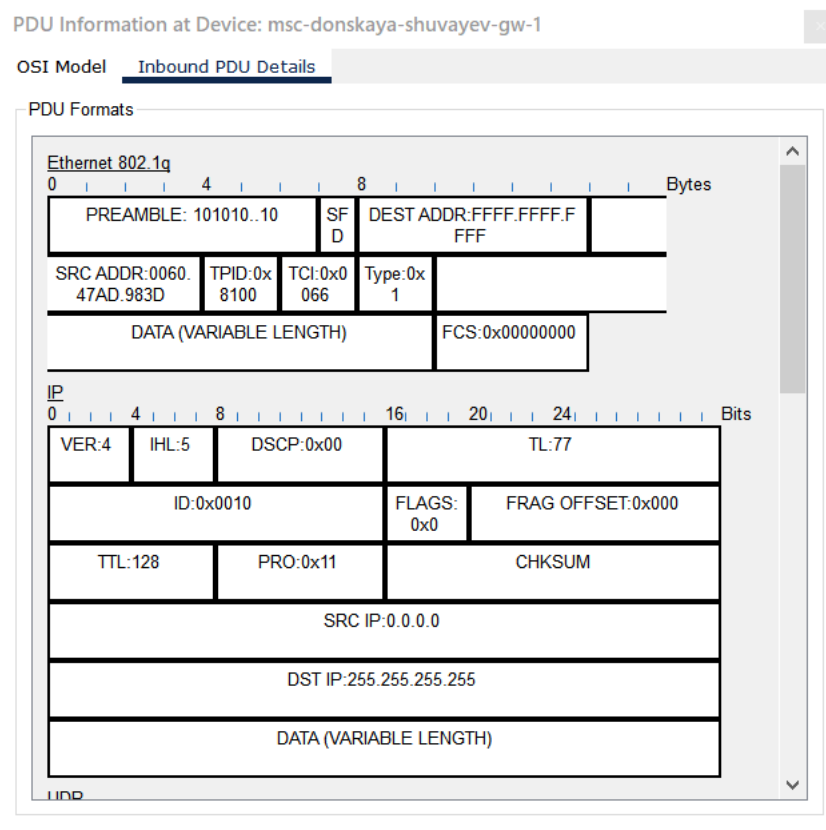 PDU Information at Device: msc-donskaya-shuvayev-gw-1
OSI Model Inbound PDU Details
PDU Formats
Ethernet 802.1q
0 4 8 Bytes
PREAMBLE: 101010..10 SF DEST ADDR:FFFF.FFFF.F
D FFF
SRC ADDR:0060. TPID:0x TCI:0x0 Type:0x
47AD.983D 8100 066 1
DATA (VARIABLE LENGTH) FCS:0x00000000
IP
0 4 8 16 20 24 Bits
VER:4 IHL:5 DSCP:0x00 TL:77
ID:0x0010 FLAGS: FRAG OFFSET:0x000
0x0
TTL:128 PRO:0x11 CHKSUM
SRC IP:0.0.0.0
DST IP:255.255.255.255
DATA (VARIABLE LENGTH)
UDP